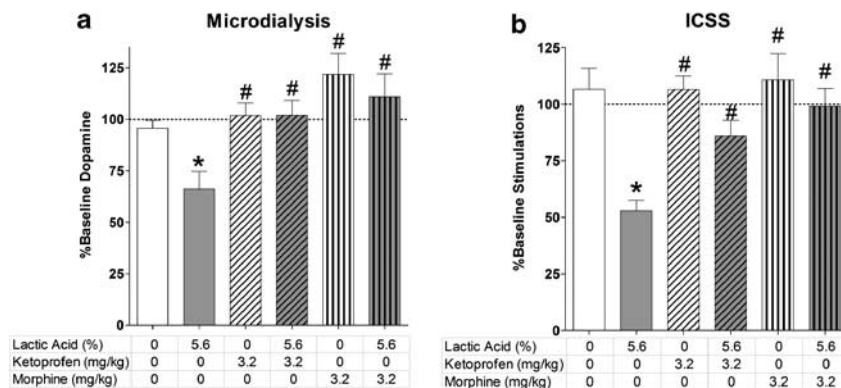 a Microdialysis
125
100
75
50
25
0
%Baseline Dopamine
*
#
#
#
#
Lactic Acid (%) 0 5.6 0 5.6 0 5.6
Ketoprofen (mg/kg) 0 0 3.2 3.2 0 0
Morphine (mg/kg) 0 0 0 0 3.2 3.2
b ICSS
125
100
75
50
25
0
%Baseline Stimulations
*
#
#
#
#
Lactic Acid (%) 0 5.6 0 5.6 0 5.6
Ketoprofen (mg/kg) 0 0 3.2 3.2 0 0
Morphine (mg/kg) 0 0 0 0 3.2 3.2